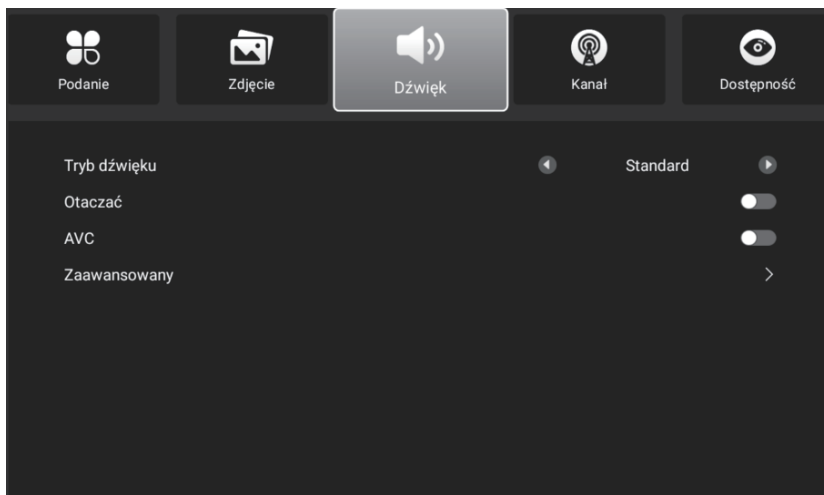 Podanie
Zdjęcie
Dźwięk
Kanał
Dostępność
Tryb dźwięku
Standard
Otaczać
AVC
Zaawansowany